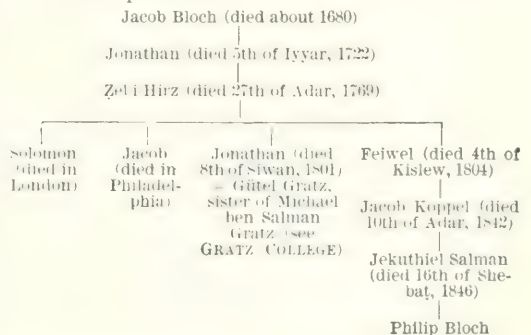 Jacob Bloch (died about 1680)
Jonathan (died 5th of Iyyar, 1722)
Ẓebi Hirz (died 27th of Adar, 1769)
Solomon
(died in
London)
Jacob
(died in
Philadel-
phia)
Jonathan (died
8th of Siwan, 1801)
= Gütel Gratz,
sister of Michael
ben Salman
Gratz (see
GRATZ COLLEGE)
Feiwel (died 4th of
Kislew, 1804)
Jacob Koppel (died
10th of Adar, 1842)
Jekuthiel Salman
(died 16th of She-
bat, 1846)
Philip Bloch